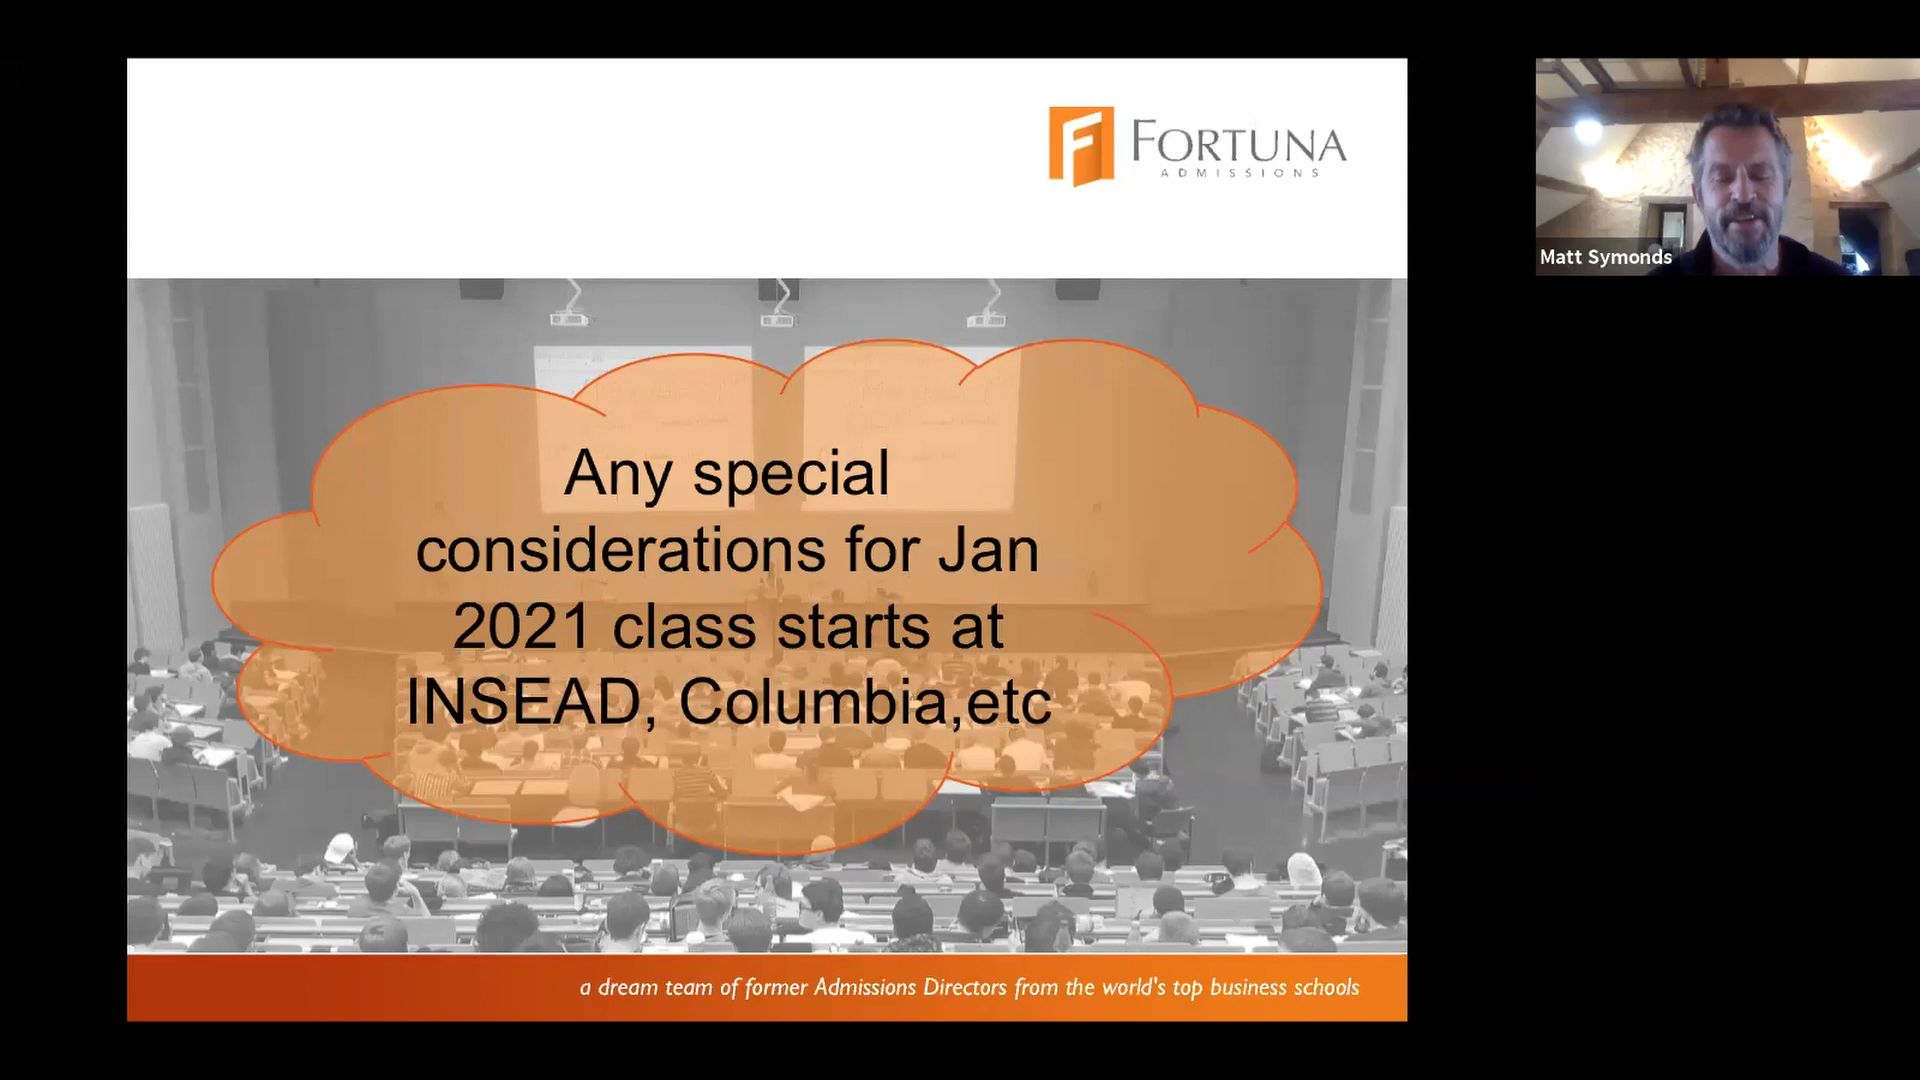 FORTUNA
ADMISSIONS
Matt Symonds
Any special
considerations for Jan
2021 class starts at
INSEAD, Columbia,etc
a dream team of former Admissions Directors from the world's top business schools